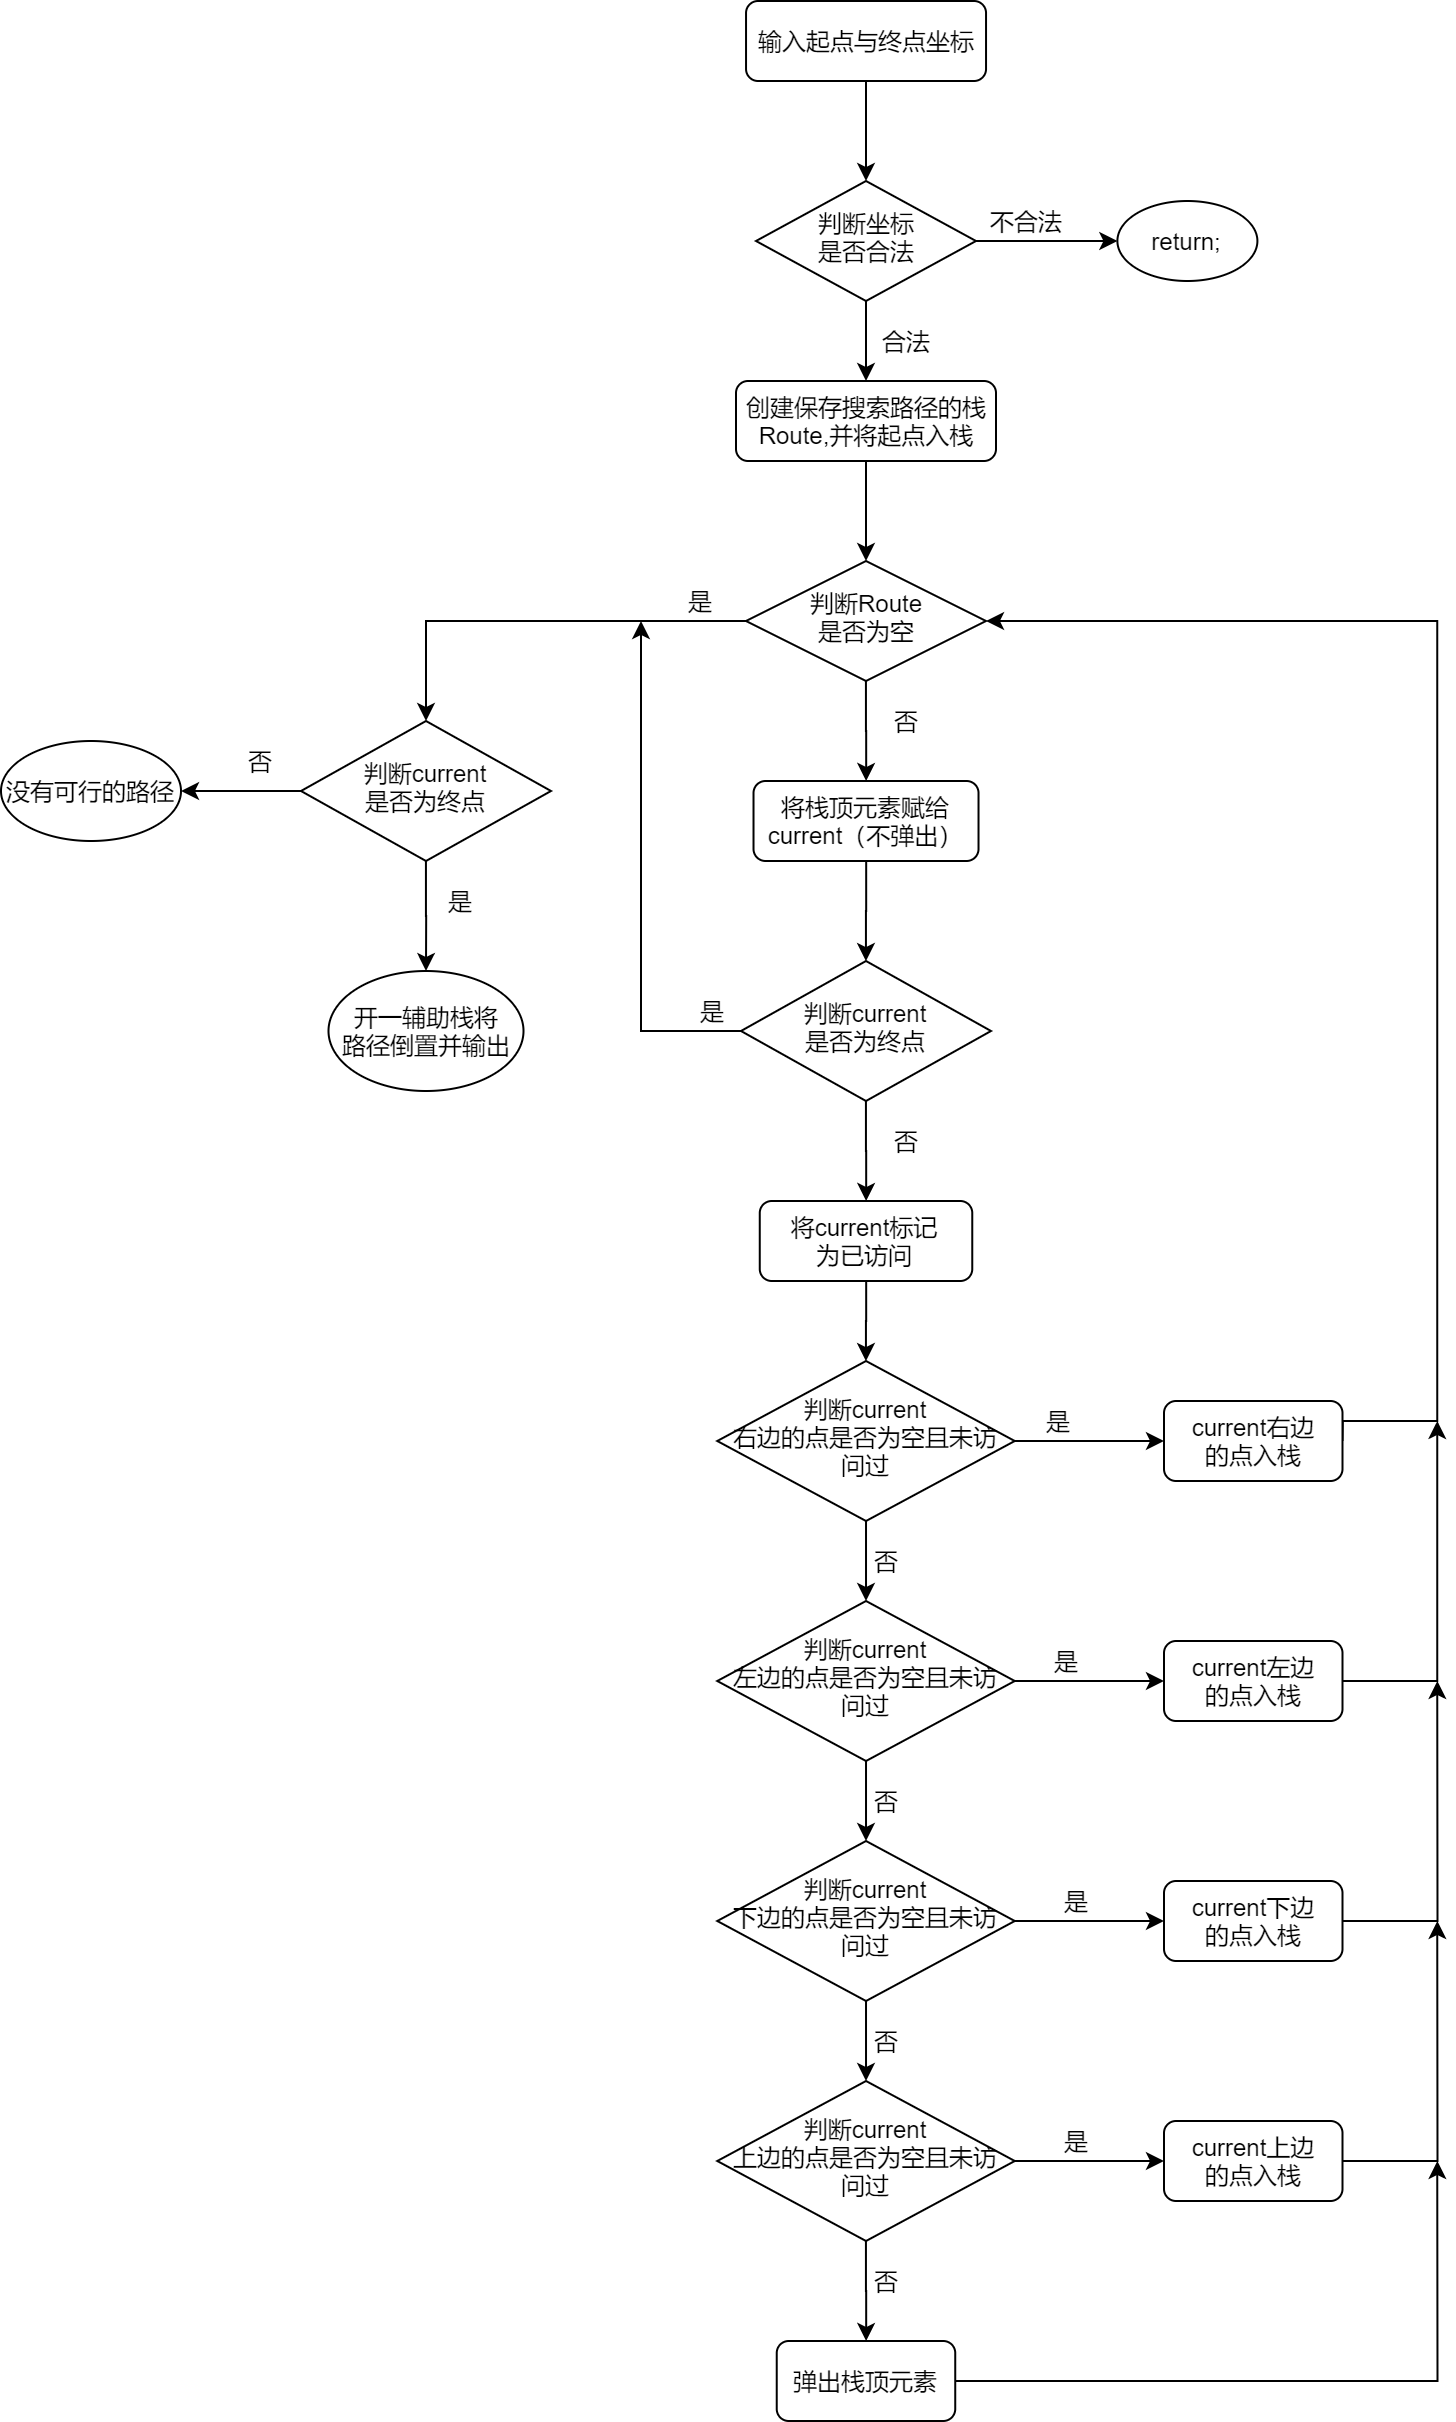 输入起点与终点坐标
判断坐标
是否合法
不合法
return;
合法
创建保存搜索路径的栈
Route,并将起点入栈
是
判断Route
是否为空
否
没有可行的路径
否
判断current
是否为终点
将栈顶元素赋给
current（不弹出）
是
开一辅助栈将
路径倒置并输出
是
判断current
是否为终点
否
将current标记
为已访问
判断current
右边的点是否为空且未访
问过
是
current右边
的点入栈
否
判断current
左边的点是否为空且未访
问过
是
current左边
的点入栈
否
判断current
下边的点是否为空且未访
问过
是
current下边
的点入栈
否
判断current
上边的点是否为空且未访
问过
是
current上边
的点入栈
否
弹出栈顶元素